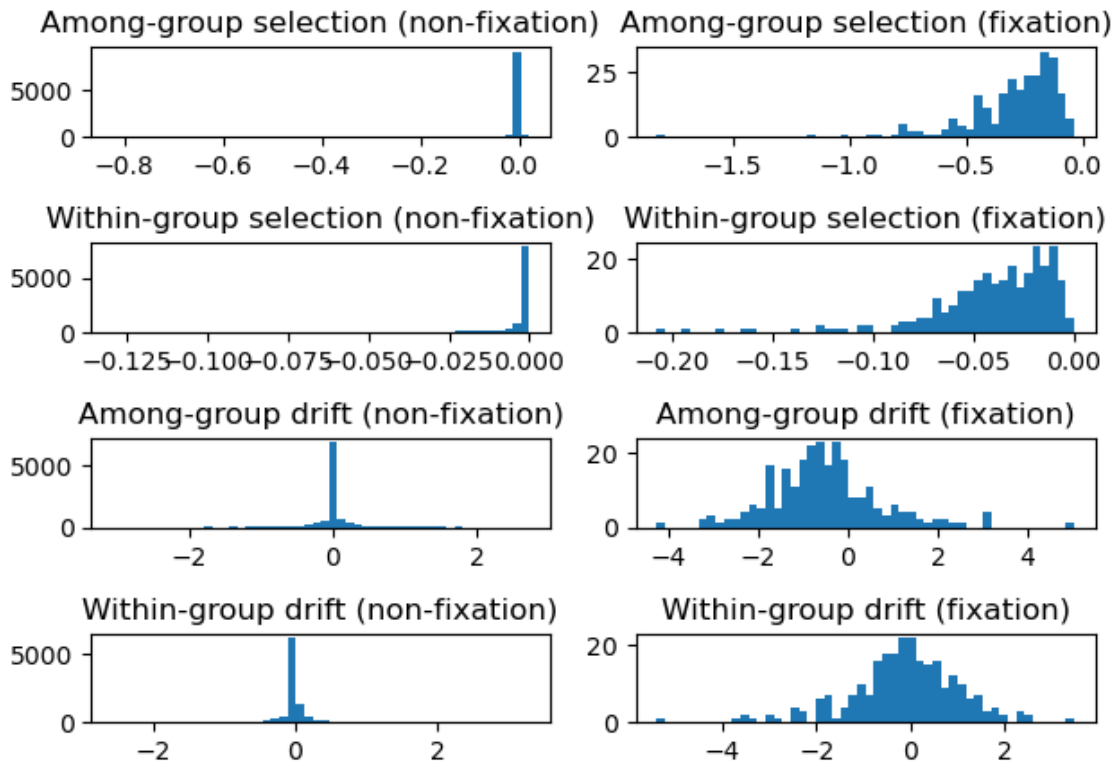 Among-group selection (non-fixation)
Among-group selection (fixation)
5000
0
−0.8 −0.6 −0.4 −0.2 0.0
25
0
−1.5 −1.0 −0.5 0.0
Within-group selection (non-fixation)
Within-group selection (fixation)
5000
0
−0.125 −0.100 −0.075 −0.050 −0.025 0.000
20
0
−0.20 −0.15 −0.10 −0.05 0.00
Among-group drift (non-fixation)
Among-group drift (fixation)
5000
0
−2 0 2
20
0
−4 −2 0 2 4
Within-group drift (non-fixation)
Within-group drift (fixation)
5000
0
−2 0 2
20
0
−4 −2 0 2